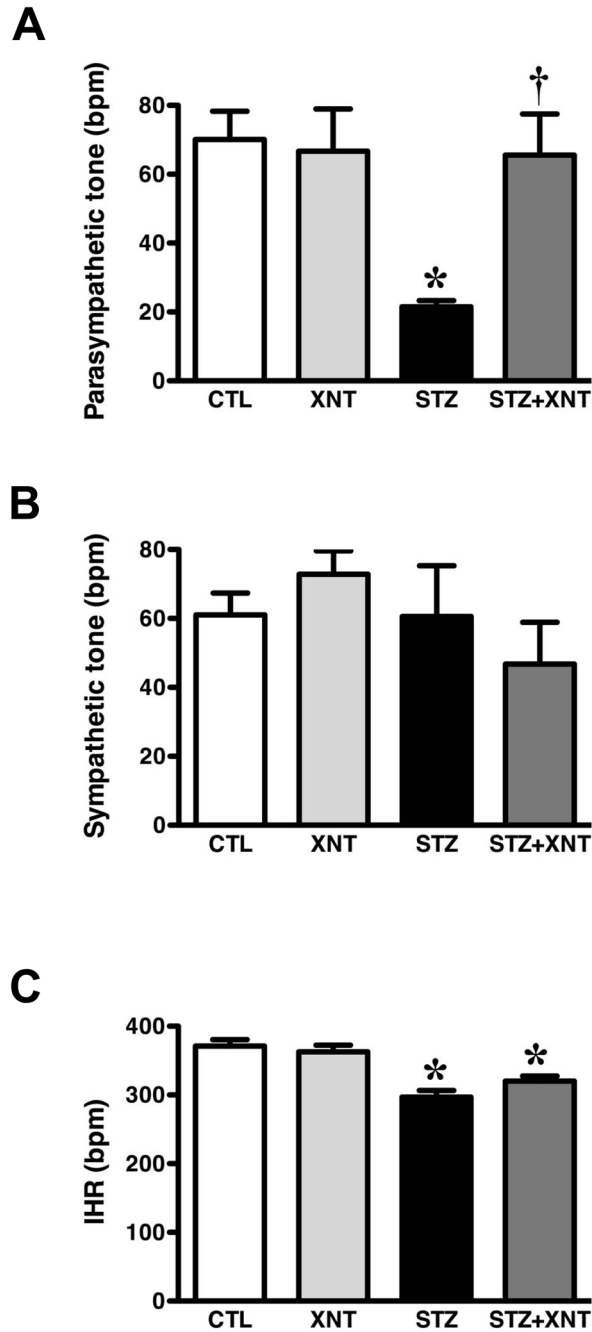 A
Parasympathetic tone (bpm)
80
60
40
20
0
*
†
CTL XNT STZ STZ+XNT
B
Sympathetic tone (bpm)
80
60
40
20
0
CTL XNT STZ STZ+XNT
C
IHR (bpm)
400
300
200
100
0
* *
CTL XNT STZ STZ+XNT